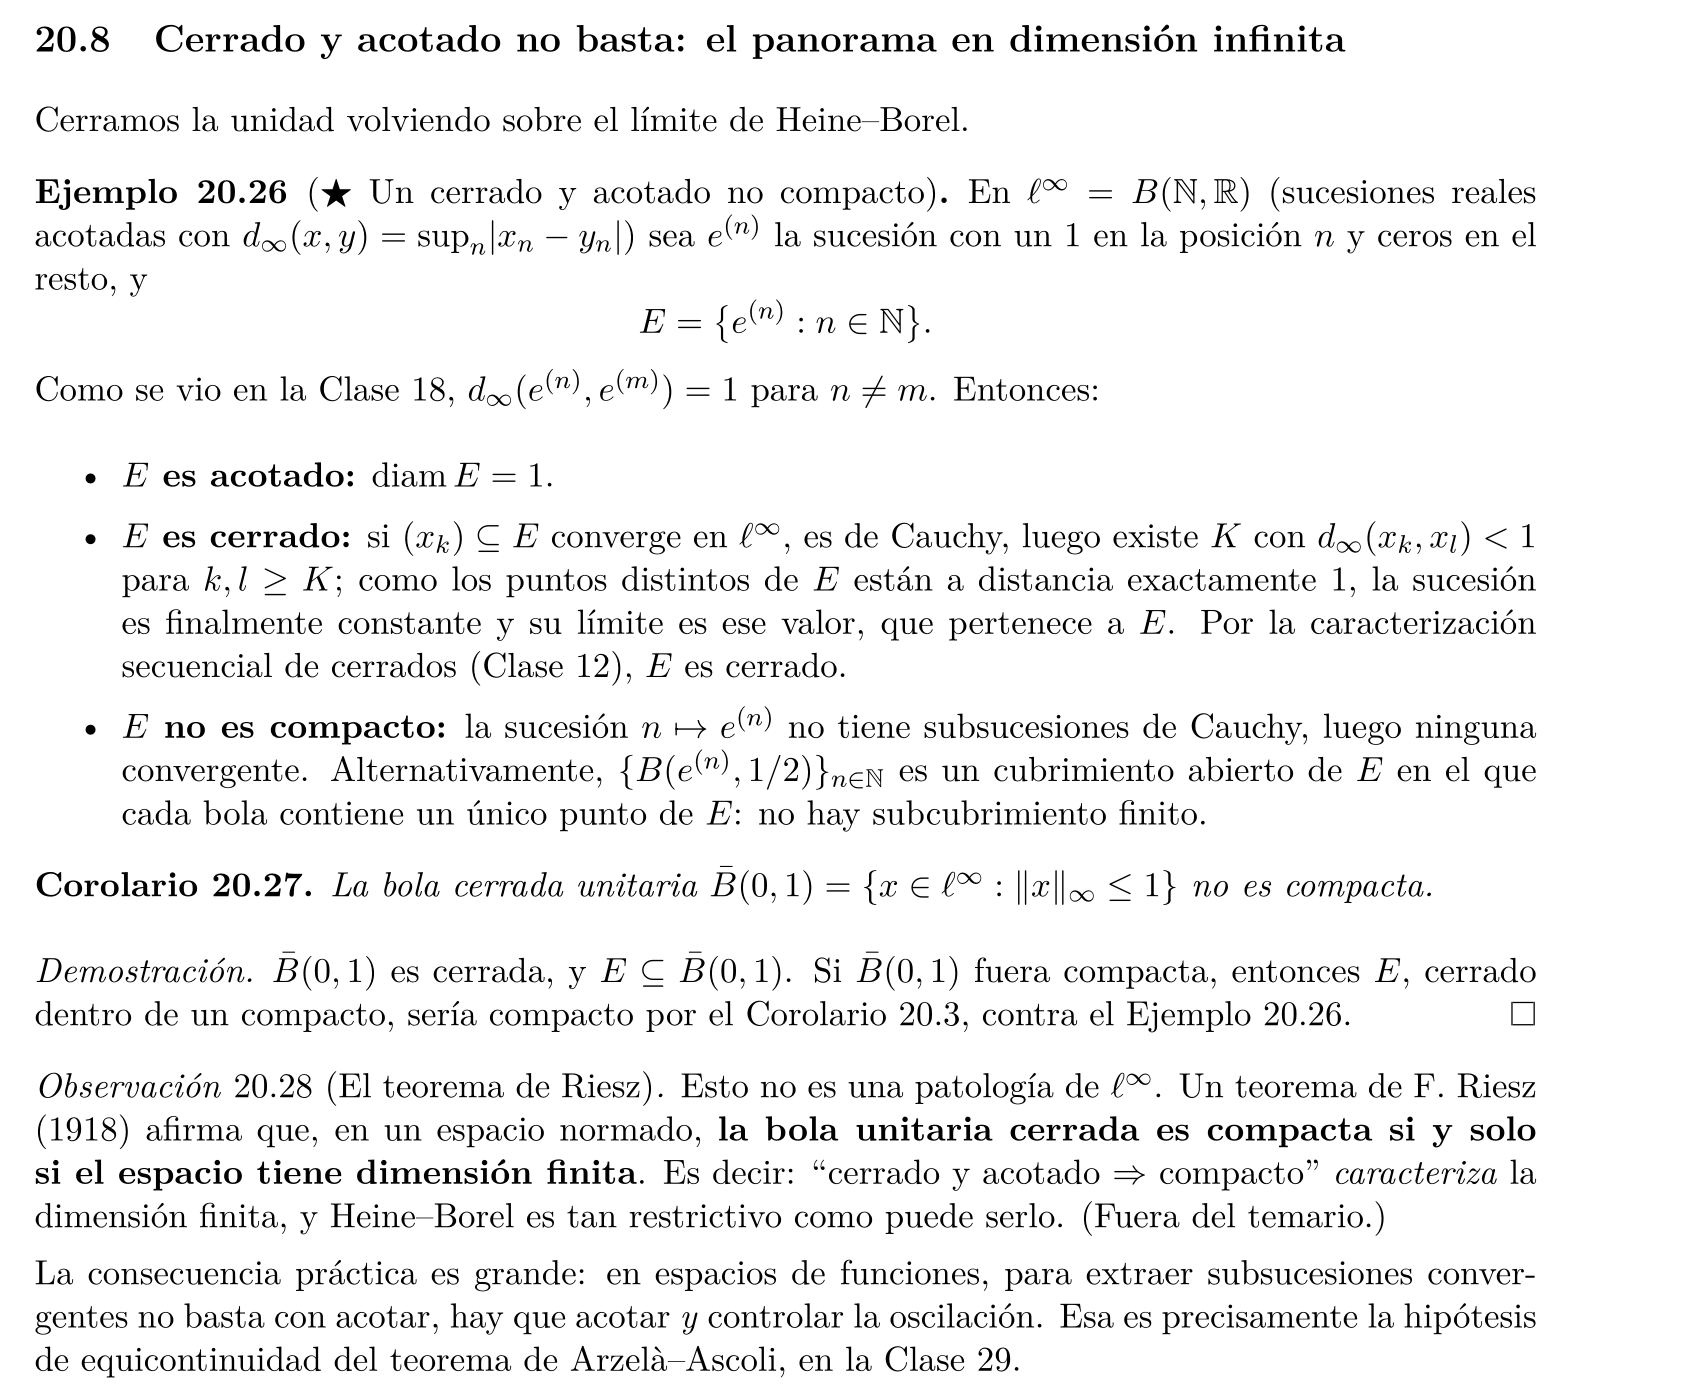 20.8 Cerrado y acotado no basta: el panorama en dimensión infinita
Cerramos la unidad volviendo sobre el límite de Heine–Borel.
Ejemplo 20.26 (★ Un cerrado y acotado no compacto). En ℓ^∞ = B(ℕ, ℝ) (sucesiones reales
acotadas con d_∞(x, y) = sup_n|x_n − y_n|) sea e^(n) la sucesión con un 1 en la posición n y ceros en el
resto, y
E = {e^(n) : n ∈ ℕ}.
Como se vio en la Clase 18, d_∞(e^(n), e^(m)) = 1 para n ≠ m. Entonces:
• E es acotado: diam E = 1.
• E es cerrado: si (x_k) ⊆ E converge en ℓ^∞, es de Cauchy, luego existe K con d_∞(x_k, x_l) < 1
para k, l ≥ K; como los puntos distintos de E están a distancia exactamente 1, la sucesión
es finalmente constante y su límite es ese valor, que pertenece a E. Por la caracterización
secuencial de cerrados (Clase 12), E es cerrado.
• E no es compacto: la sucesión n ↦ e^(n) no tiene subsucesiones de Cauchy, luego ninguna
convergente. Alternativamente, {B(e^(n), 1/2)}_{n∈ℕ} es un cubrimiento abierto de E en el que
cada bola contiene un único punto de E: no hay subcubrimiento finito.
Corolario 20.27. La bola cerrada unitaria B̄(0, 1) = {x ∈ ℓ^∞ : ‖x‖_∞ ≤ 1} no es compacta.
Demostración. B̄(0, 1) es cerrada, y E ⊆ B̄(0, 1). Si B̄(0, 1) fuera compacta, entonces E, cerrado
dentro de un compacto, sería compacto por el Corolario 20.3, contra el Ejemplo 20.26. □
Observación 20.28 (El teorema de Riesz). Esto no es una patología de ℓ^∞. Un teorema de F. Riesz
(1918) afirma que, en un espacio normado, la bola unitaria cerrada es compacta si y solo
si el espacio tiene dimensión finita. Es decir: “cerrado y acotado ⇒ compacto” caracteriza la
dimensión finita, y Heine–Borel es tan restrictivo como puede serlo. (Fuera del temario.)
La consecuencia práctica es grande: en espacios de funciones, para extraer subsucesiones conver-
gentes no basta con acotar, hay que acotar y controlar la oscilación. Esa es precisamente la hipótesis
de equicontinuidad del teorema de Arzelà–Ascoli, en la Clase 29.